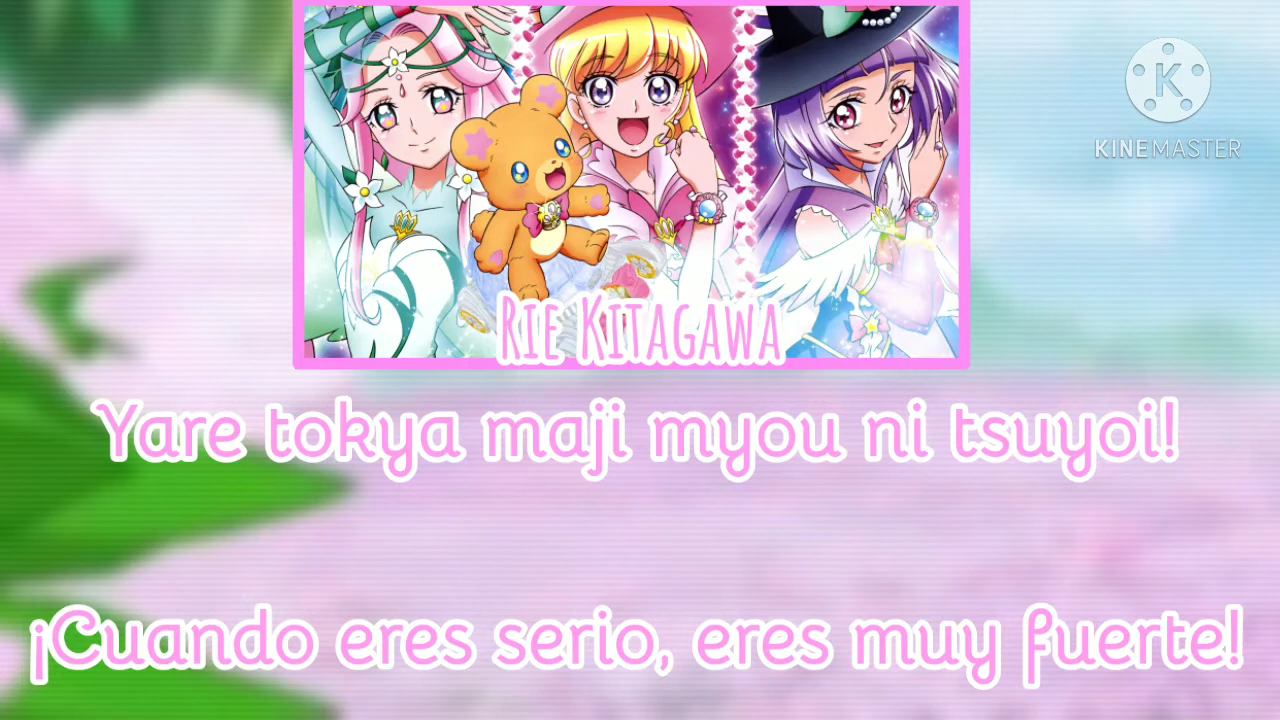 K
KINEMASTER
RIE KITAGAWA
Yare tokya maji myou ni tsuyoi!
¡Cuando eres serio, eres muy fuerte!